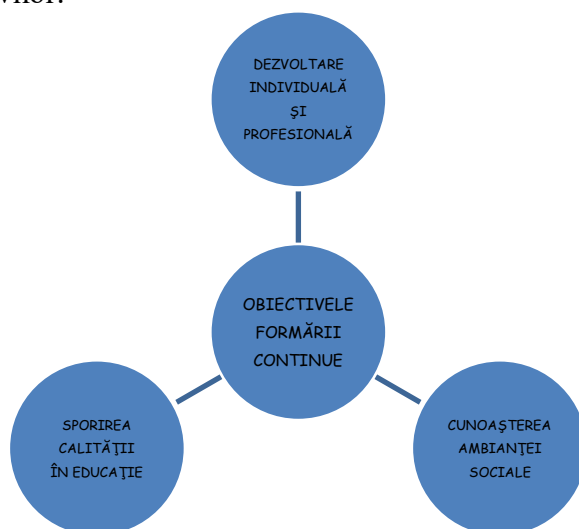 DEZVOLTARE
INDIVIDUALĂ
ŞI
PROFESIONALĂ
OBIECTIVELE
FORMĂRII
CONTINUE
SPORIREA
CALITĂŢII
ÎN EDUCAŢIE
CUNOAŞTEREA
AMBIANŢEI
SOCIALE